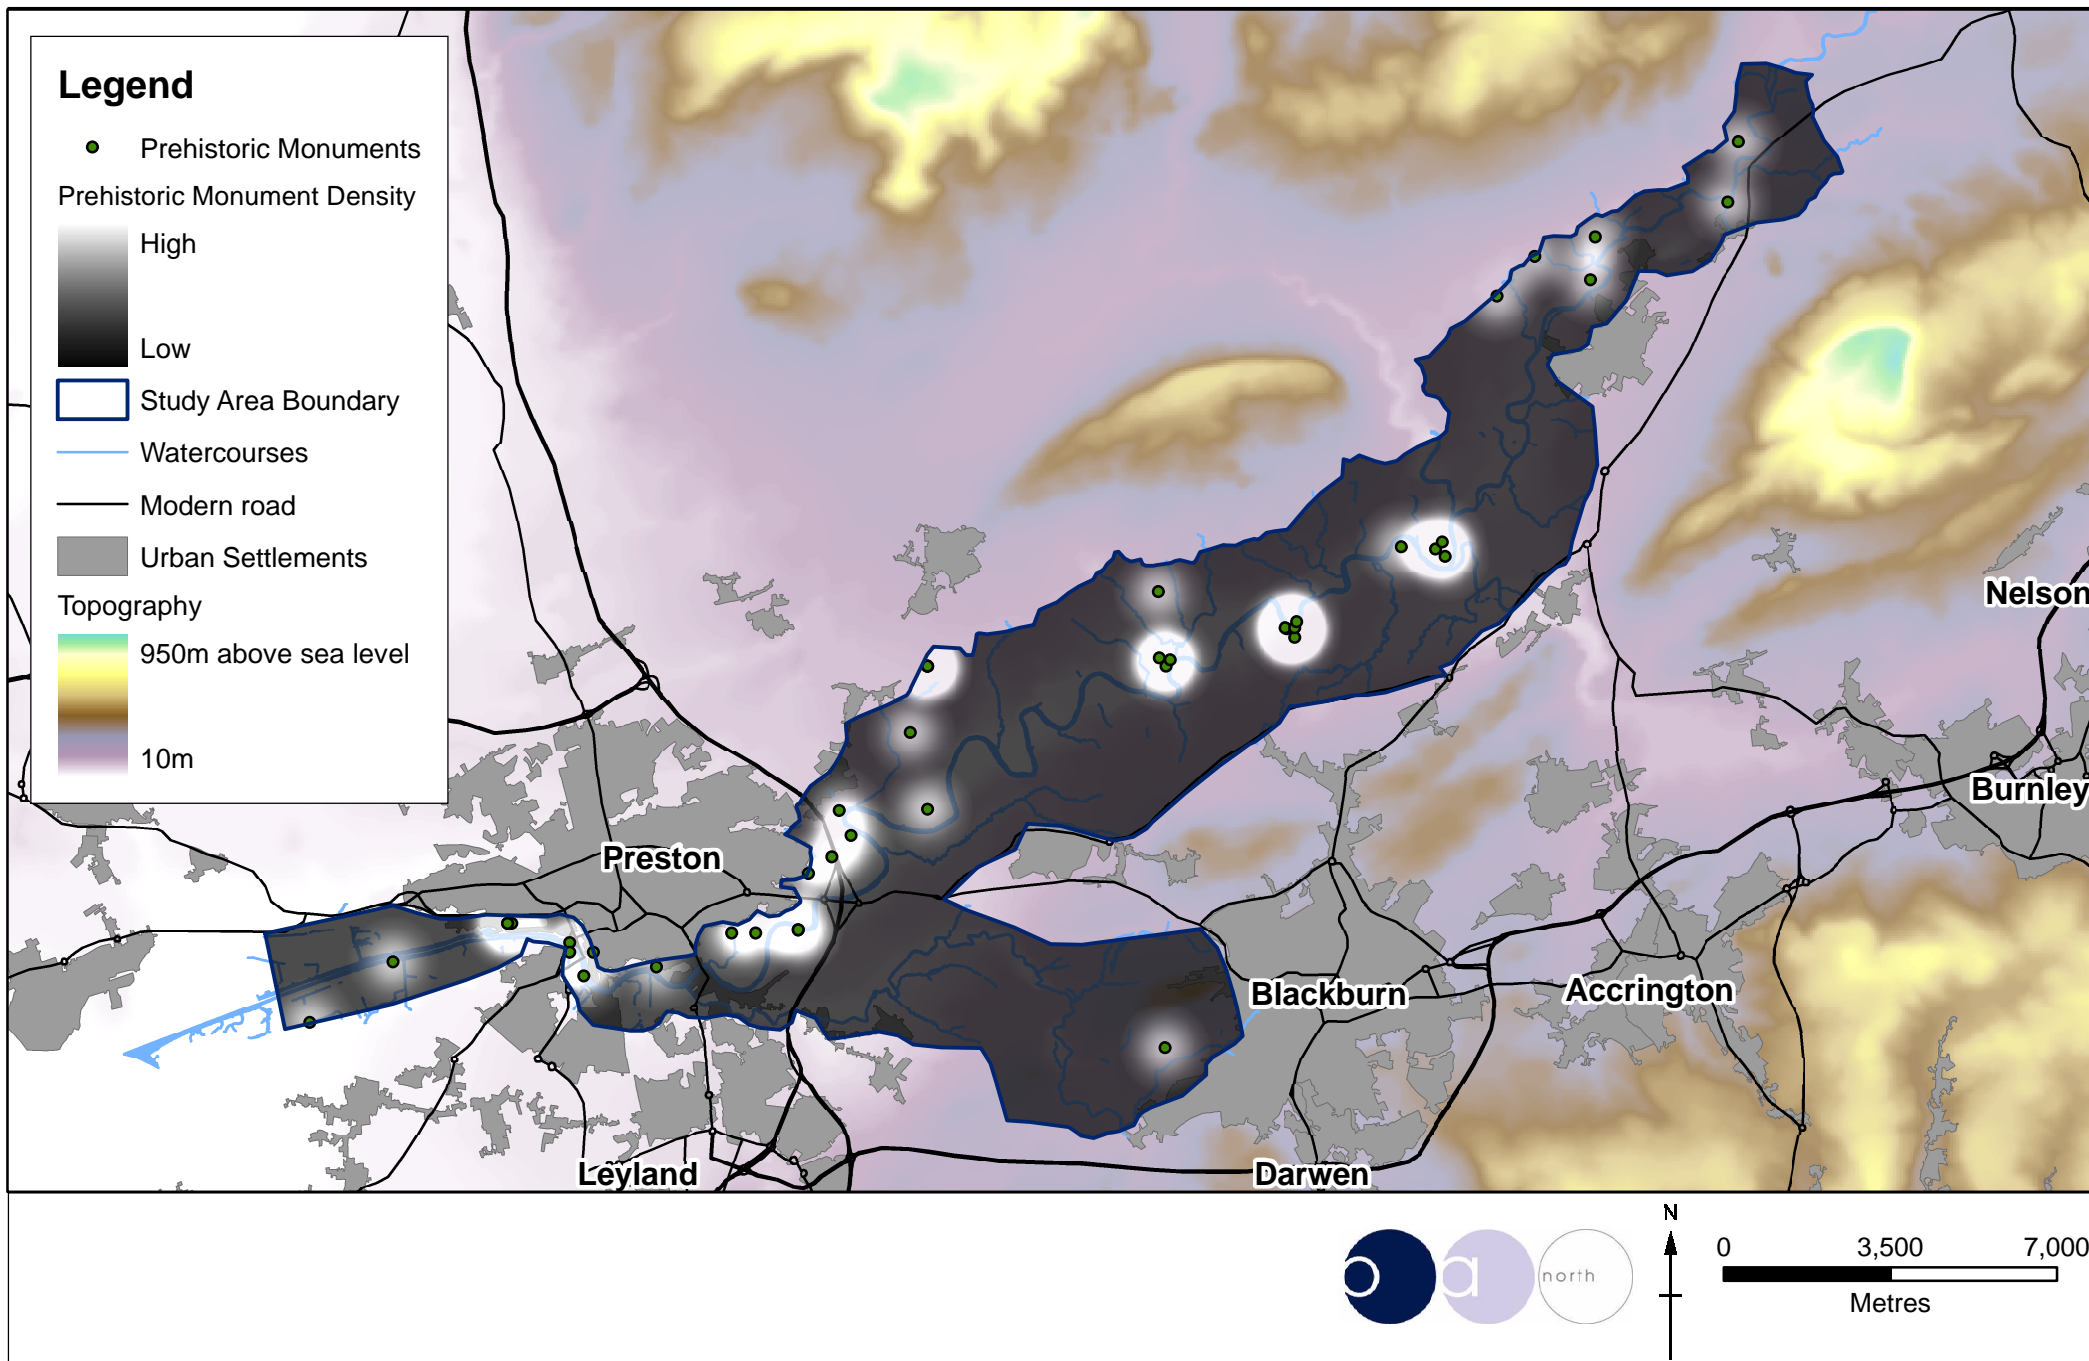 Legend
Prehistoric Monuments
Prehistoric Monument Density
High
Low
Study Area Boundary
Watercourses
Modern road
Urban Settlements
Topography
950m above sea level
10m
Nelson
Burnley
Preston
Blackburn
Accrington
Leyland
Darwen
o a north
N
0 3,500 7,000
Metres